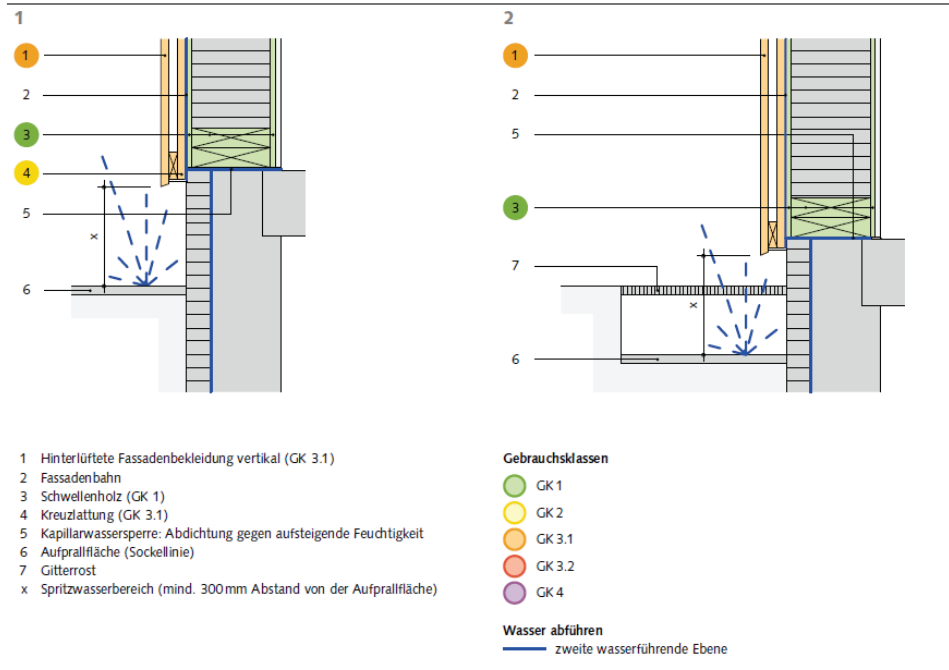 1
1
2
3
4
5
x
6
2
1
2
5
3
7
x
6
1 Hinterlüftete Fassadenbekleidung vertikal (GK 3.1)
2 Fassadenbahn
3 Schwellenholz (GK 1)
4 Kreuzlattung (GK 3.1)
5 Kapillarwassersperre: Abdichtung gegen aufsteigende Feuchtigkeit
6 Aufprallfläche (Sockellinie)
7 Gitterrost
x Spritzwasserbereich (mind. 300 mm Abstand von der Aufprallfläche)
Gebrauchsklassen
GK 1
GK 2
GK 3.1
GK 3.2
GK 4
Wasser abführen
zweite wasserführende Ebene